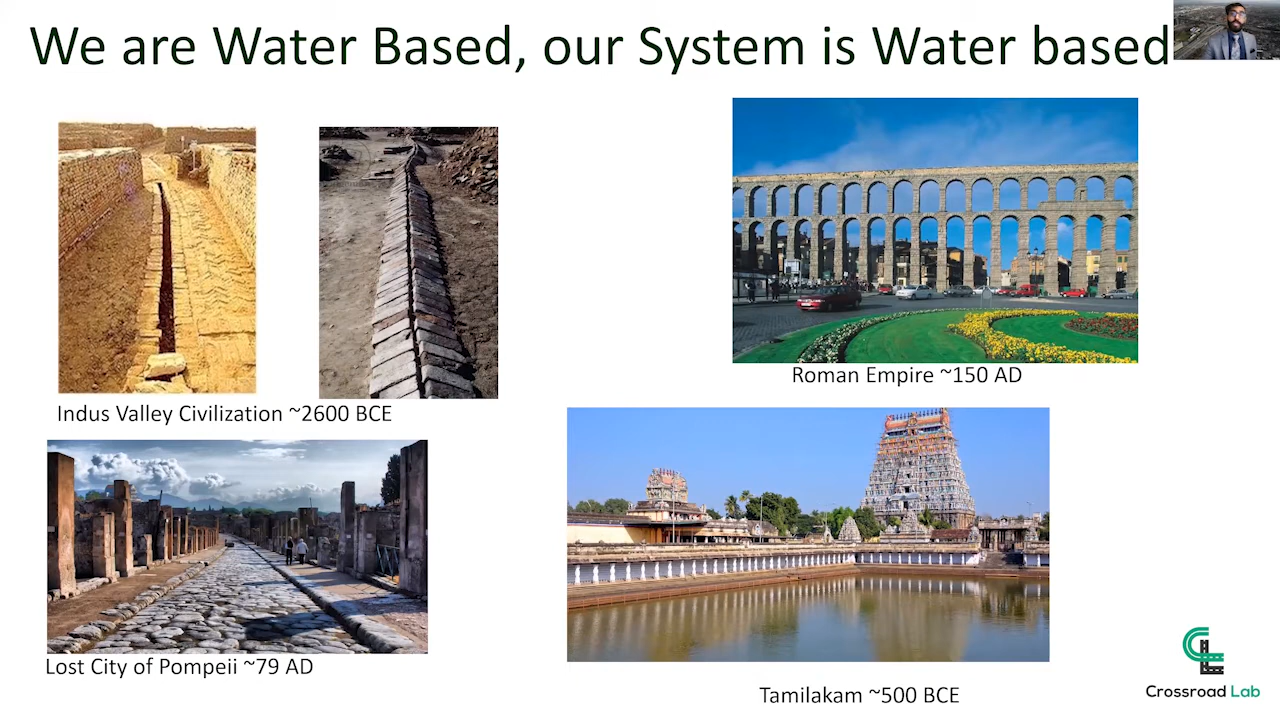 We are Water Based, our System is Water based
Indus Valley Civilization ~2600 BCE
Roman Empire ~150 AD
Lost City of Pompeii ~79 AD
Tamilakam ~500 BCE
Crossroad Lab